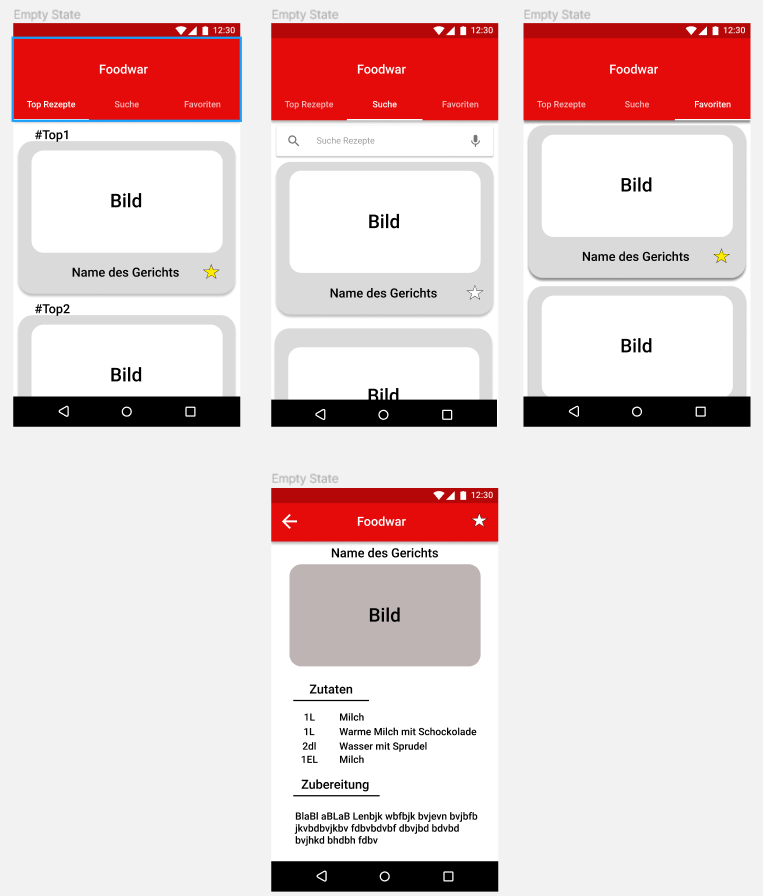 Empty State
12:30
Foodwar
Top Rezepte Suche Favoriten
#Top1
Bild
Name des Gerichts
#Top2
Bild
Empty State
12:30
Foodwar
Top Rezepte Suche Favoriten
Suche Rezepte
Bild
Name des Gerichts
Bild
Empty State
12:30
Foodwar
Top Rezepte Suche Favoriten
Bild
Name des Gerichts
Bild
Empty State
12:30
Foodwar
Name des Gerichts
Bild
Zutaten
1L Milch
1L Warme Milch mit Schockolade
2dl Wasser mit Sprudel
1EL Milch
Zubereitung
BlaBl aBLaB Lenbjk wbfbjk bvjevn bvjbfb
jkvbdbvjkbv fdbvbdvbf dbvjbd bdvbd
bvjhkd bhdbh fdbv